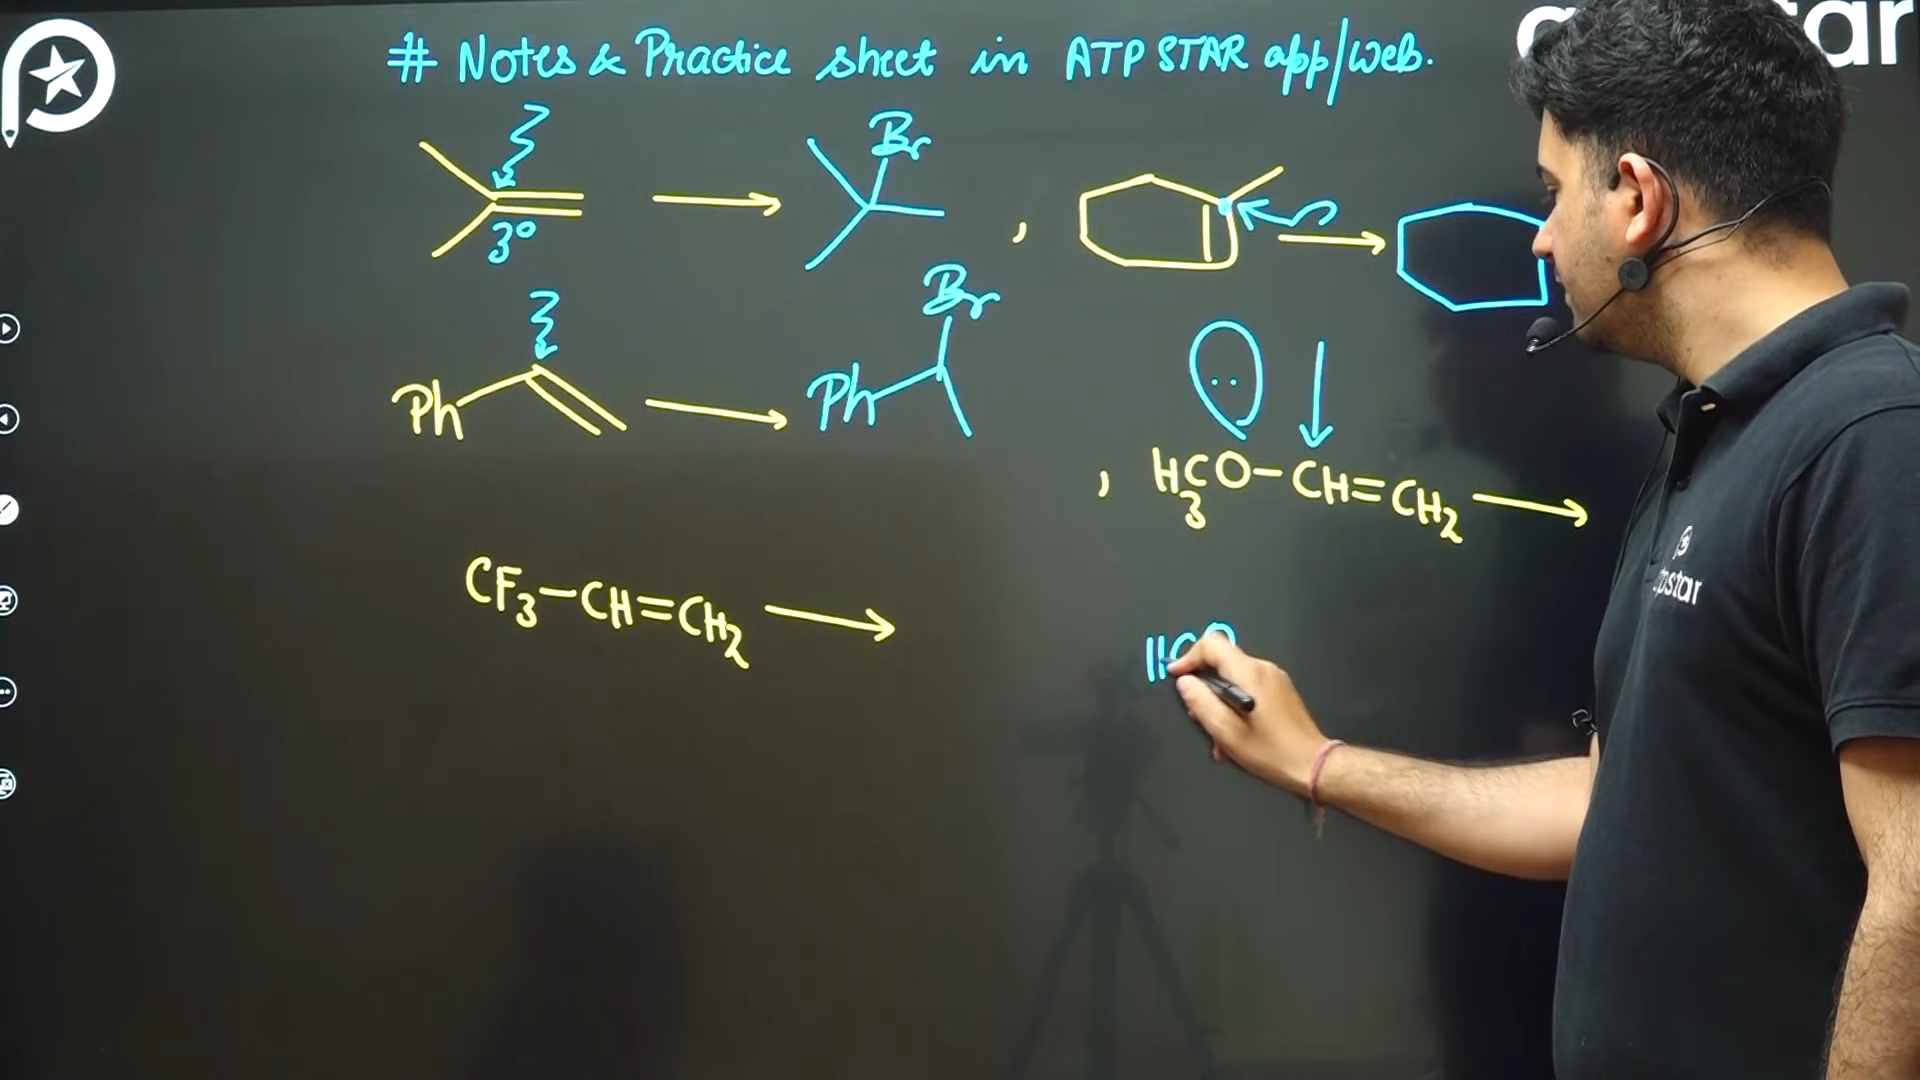 # Notes & Practice sheet in ATP STAR app/web.
Br
,
3°
Br
Ph
Ph
, H3CO-CH=CH2
CF3-CH=CH2
tar